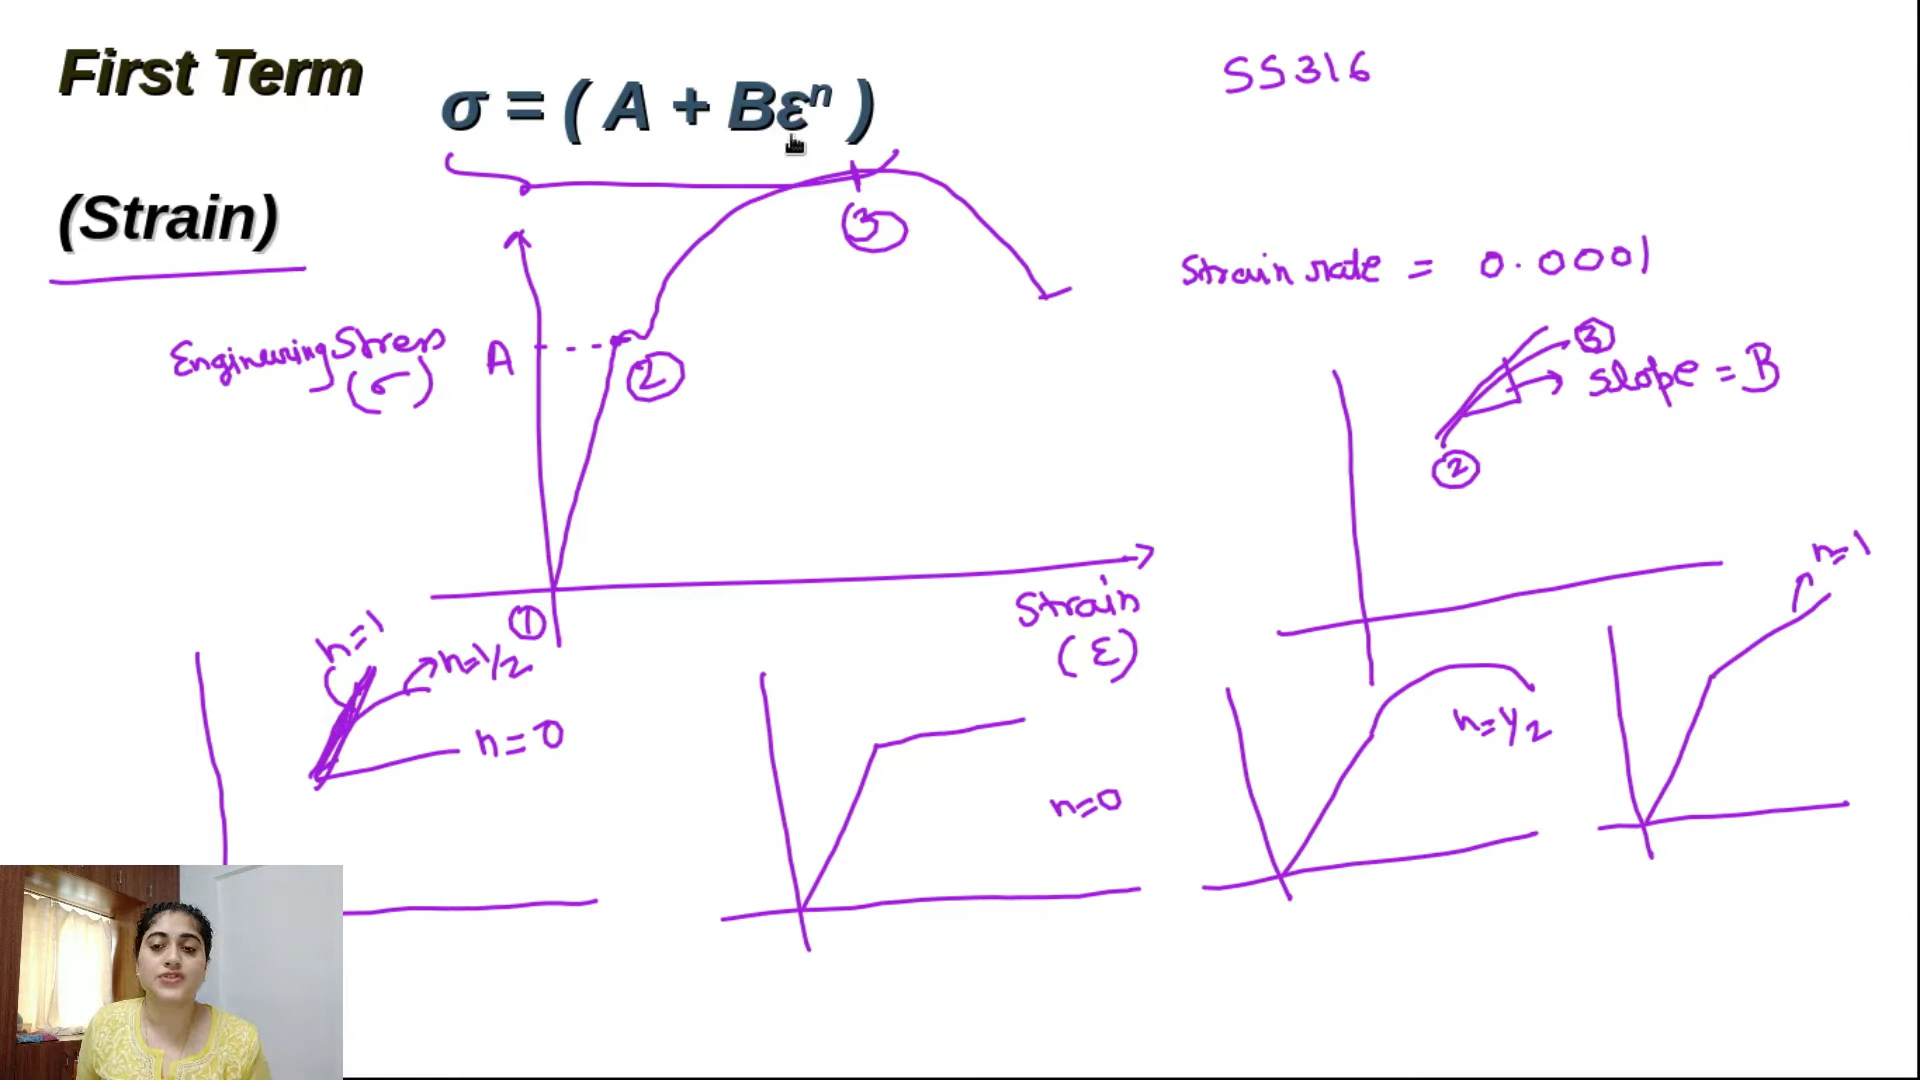 First Term
σ = ( A + Bεⁿ )
SS316
(Strain)
3
Strain rate = 0.0001
Engineering Stress
(σ)
A
2
3
slope = B
2
n=1
1
Strain
(ε)
n=1
n=1/2
n=0
n=0
n=1/2